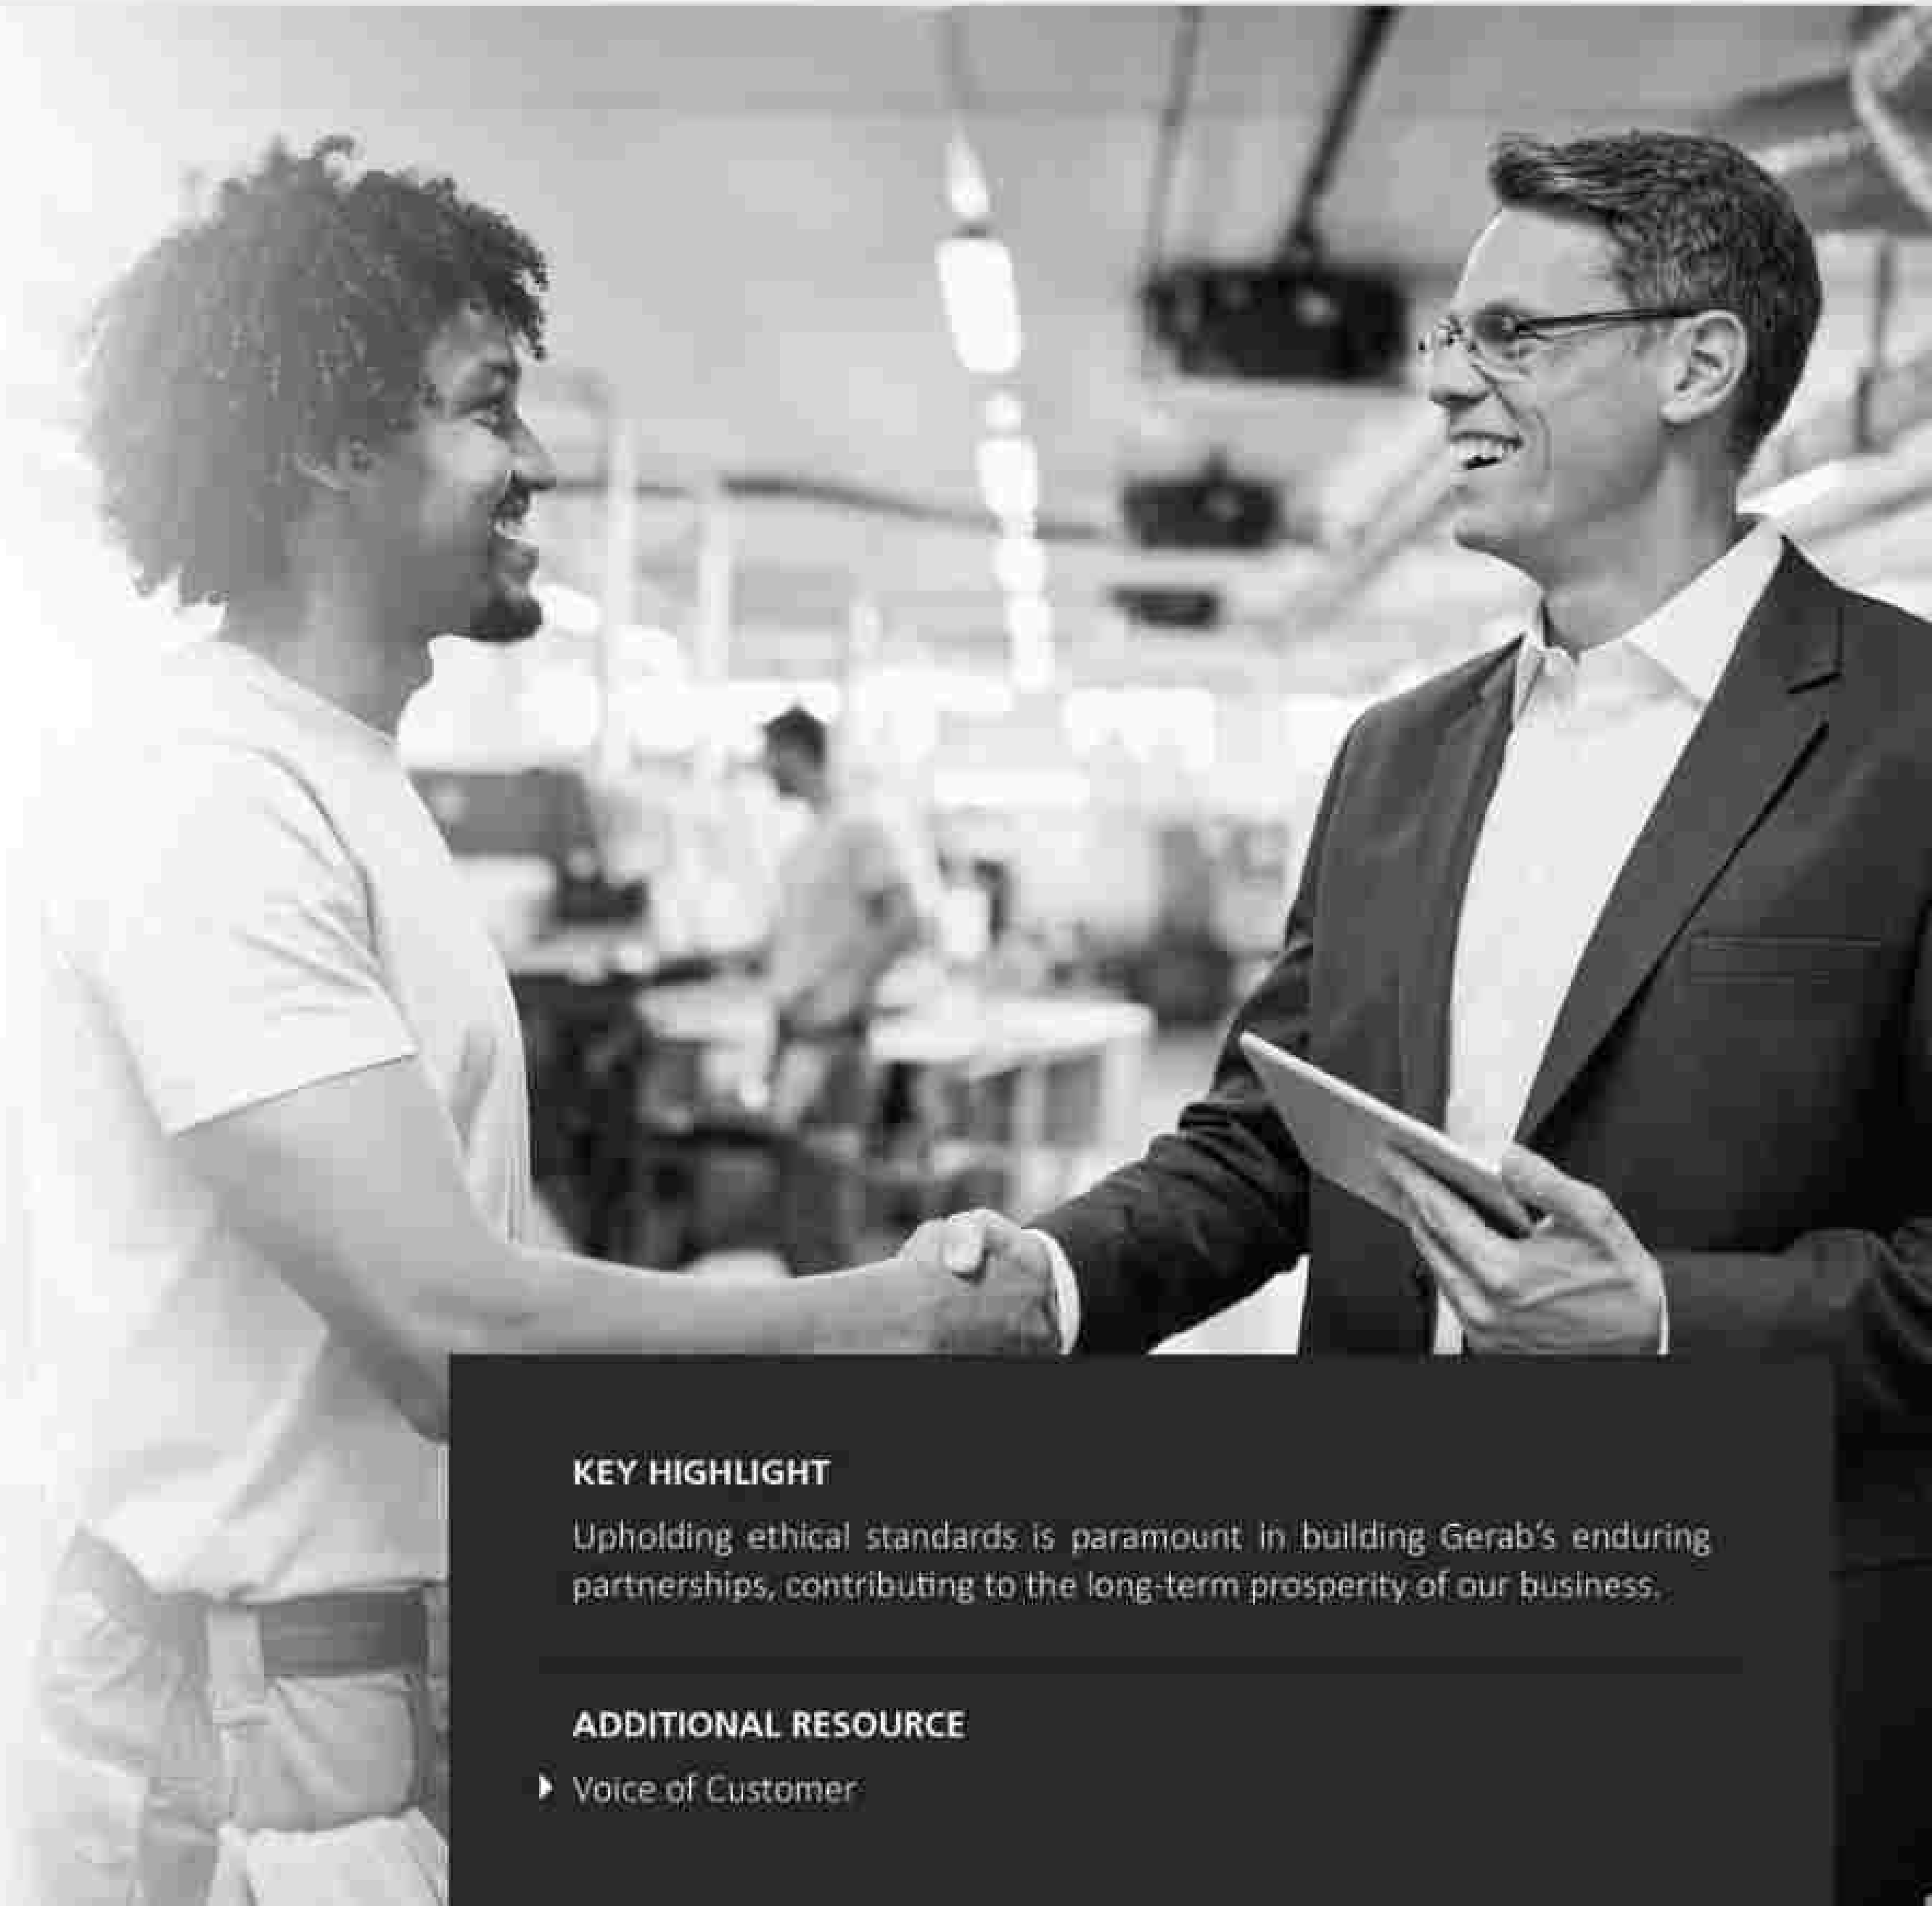 KEY HIGHLIGHT
Upholding ethical standards is paramount in building Gerab's enduring
partnerships, contributing to the long-term prosperity of our business.
ADDITIONAL RESOURCE
Voice of Customer